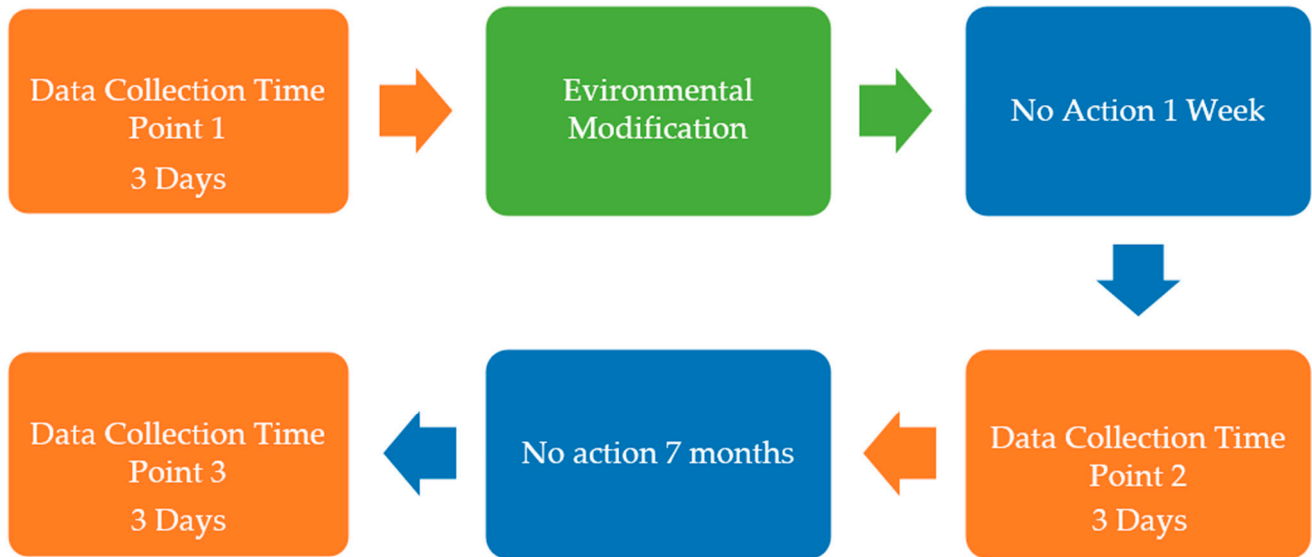 Data Collection Time
Point 1
3 Days
Evironmental
Modification
No Action 1 Week
Data Collection Time
Point 3
3 Days
No action 7 months
Data Collection Time
Point 2
3 Days